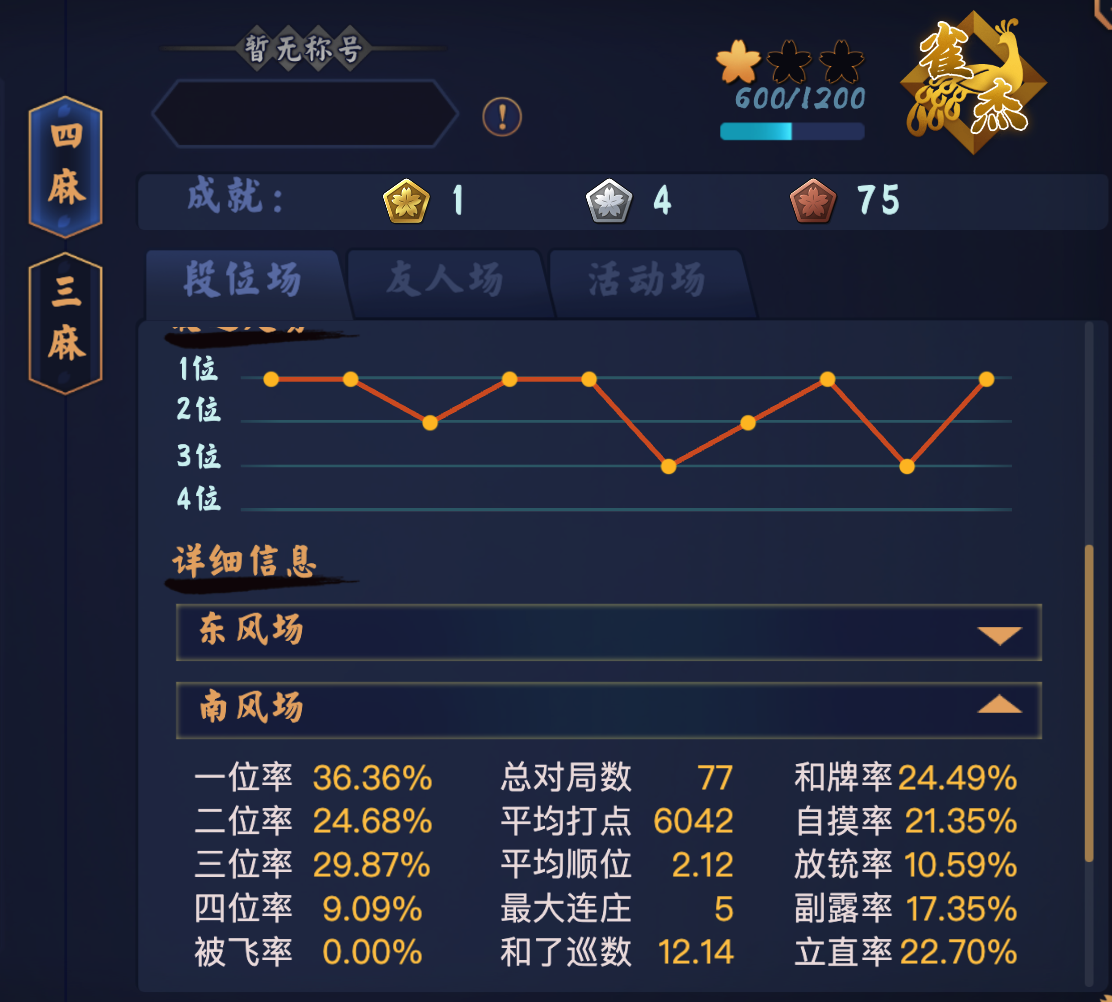 暂无称号
!
600/1200
雀杰
四麻
三麻
成就: 1 4 75
段位场 友人场 活动场
1位
2位
3位
4位
详细信息
东风场
南风场
一位率 36.36% 总对局数 77 和牌率 24.49%
二位率 24.68% 平均打点 6042 自摸率 21.35%
三位率 29.87% 平均顺位 2.12 放铳率 10.59%
四位率 9.09% 最大连庄 5 副露率 17.35%
被飞率 0.00% 和了巡数 12.14 立直率 22.70%